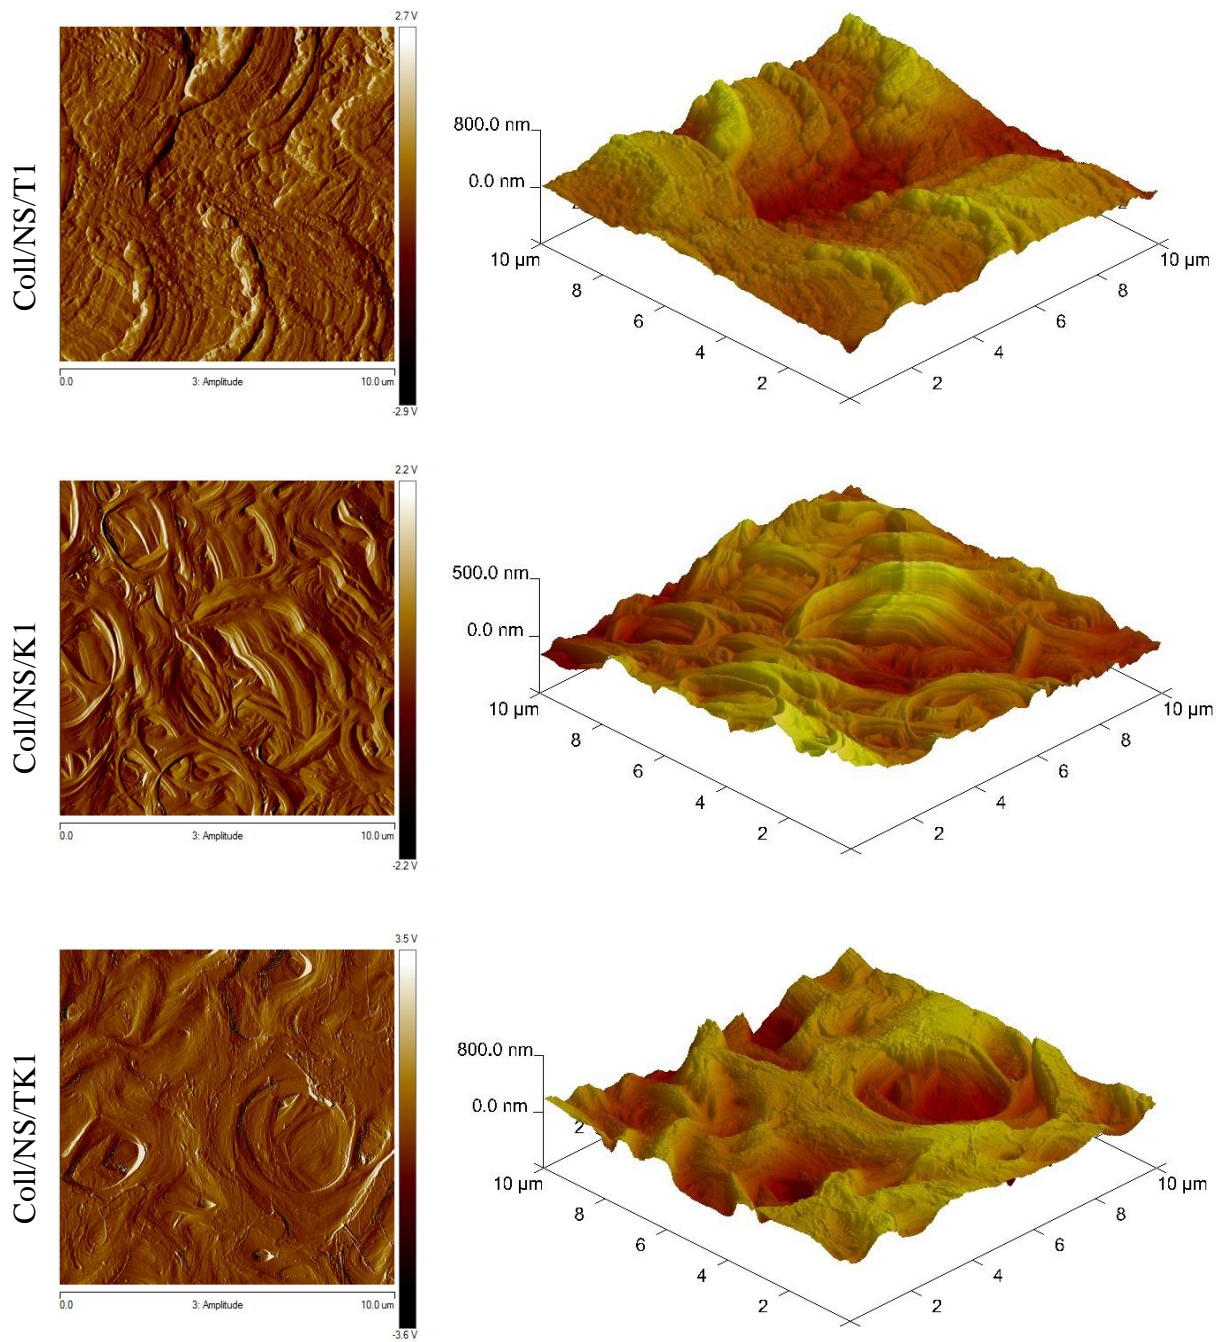 Coll/NS/T1
2.7 V
-2.9 V
0.0 3: Amplitude 10.0 um
800.0 nm
0.0 nm
2 2
10 µm 8 6 4 2
2 4 6 8 10 µm
Coll/NS/K1
2.2 V
-2.2 V
0.0 3: Amplitude 10.0 um
500.0 nm
0.0 nm
10 µm 8 6 4 2
2 4 6 8 10 µm
Coll/NS/TK1
3.5 V
-3.6 V
0.0 3: Amplitude 10.0 um
800.0 nm
0.0 nm
2
10 µm 8 6 4 2
2 4 6 8 10 µm